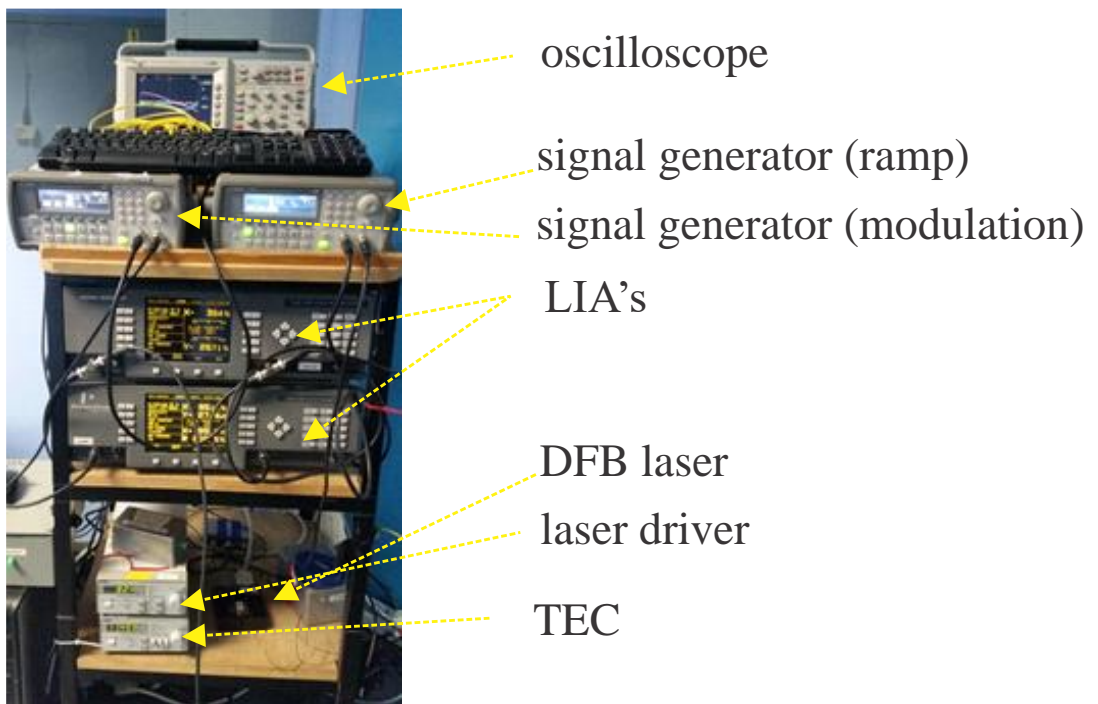 oscilloscope
signal generator (ramp)
signal generator (modulation)
LIA's
DFB laser
laser driver
TEC